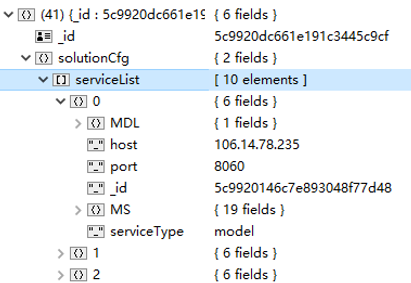 (41) {_id : 5c9920dc661e19 { 6 fields }
_id 5c9920dc661e191c3445c9cf
solutionCfg { 2 fields }
serviceList [ 10 elements ]
0 { 6 fields }
MDL { 1 fields }
host 106.14.78.235
port 8060
_id 5c9920146c7e893048f77d48
MS { 19 fields }
serviceType model
1 { 6 fields }
2 { 6 fields }